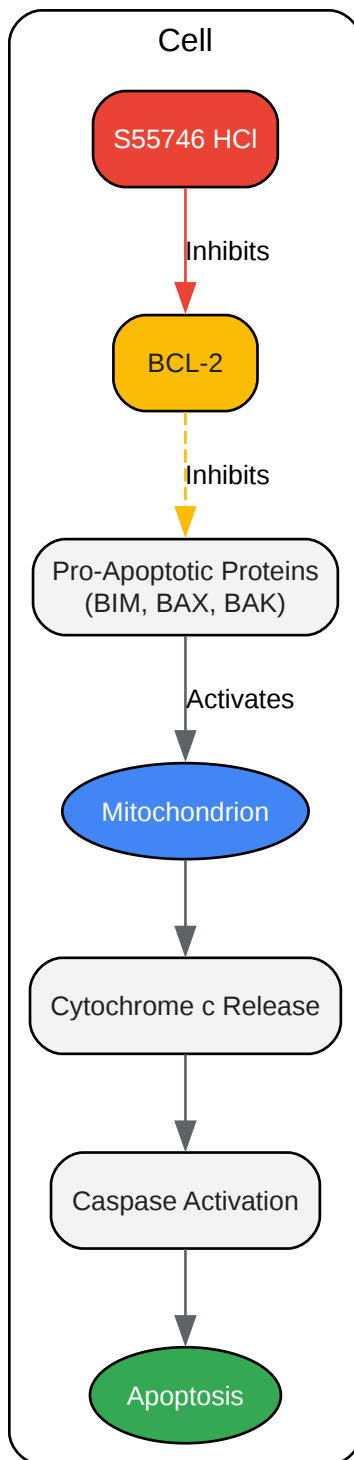 Cell
S55746 HCl
Inhibits
BCL-2
Inhibits
Pro-Apoptotic Proteins
(BIM, BAX, BAK)
Activates
Mitochondrion
Cytochrome c Release
Caspase Activation
Apoptosis